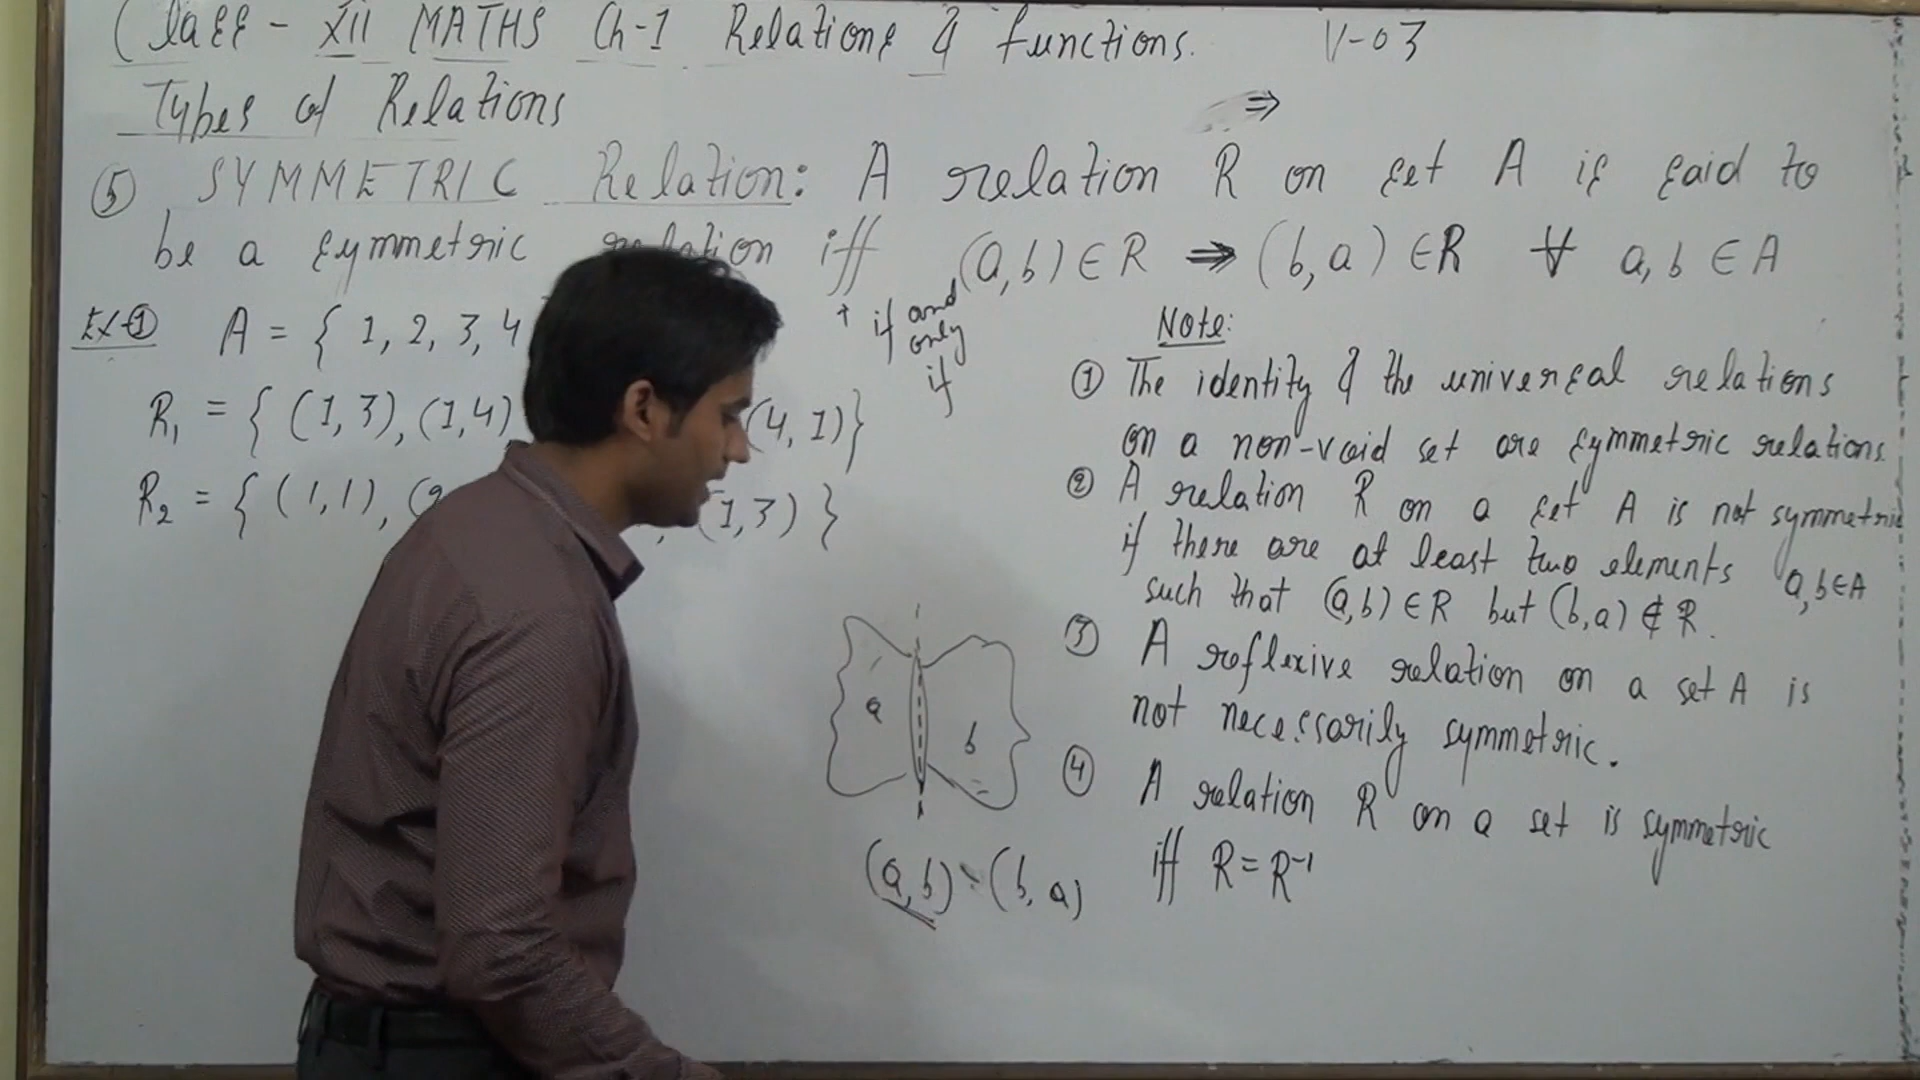 Class - XII MATHS Ch-1 Relations & functions. V-03
Types of Relations ⇒
⑤ SYMMETRIC Relation: A relation R on set A is said to
be a symmetric relation iff (a,b) ∈ R ⇒ (b,a) ∈ R ∀ a,b ∈ A
if and only if
Ex-① A = { 1, 2, 3, 4
R₁ = { (1,3), (1,4) (4,1)}
R₂ = { (1,1), (2 1,3) }
a b
(a,b) (b,a)
Note:
① The identity & the universal relations
on a non-void set are symmetric relations
② A relation R on a set A is not symmetric
if there are at least two elements a,b ∈ A
such that (a,b) ∈ R but (b,a) ∉ R.
③ A reflexive relation on a set A is
not necessarily symmetric.
④ A relation R on a set is symmetric
iff R = R⁻¹